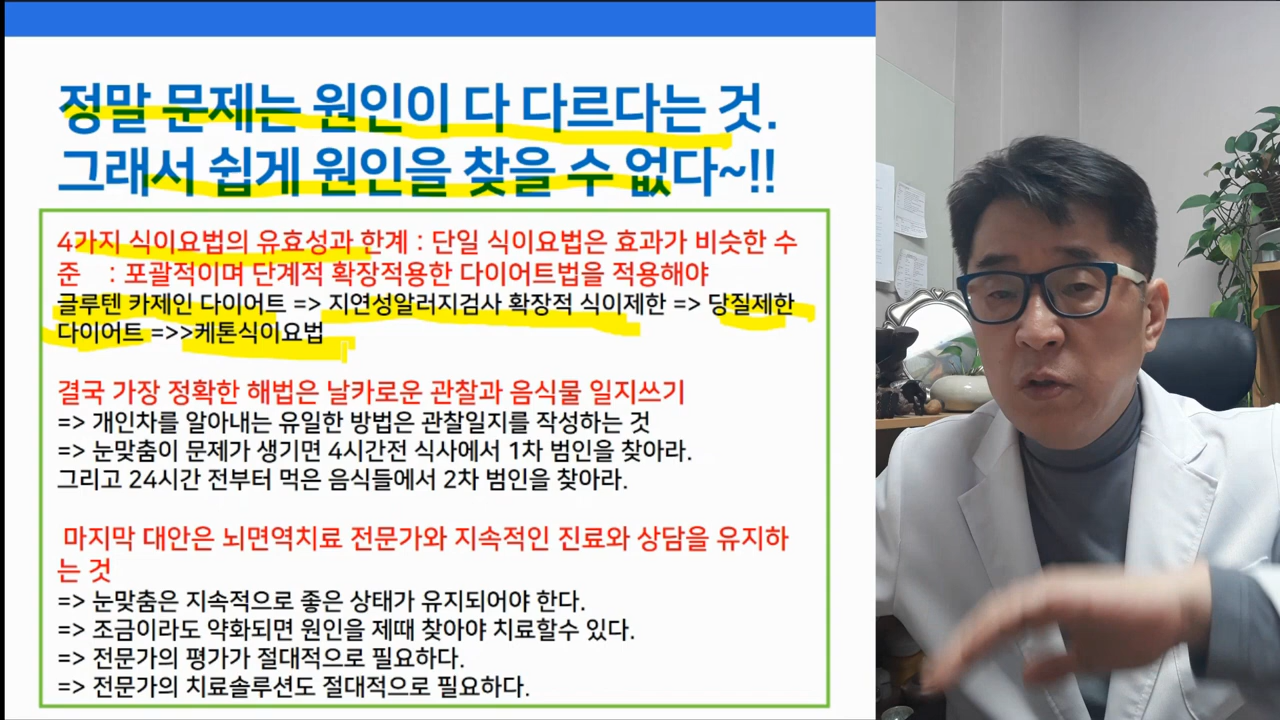 정말 문제는 원인이 다 다르다는 것.
그래서 쉽게 원인을 찾을 수 없다~!!
4가지 식이요법의 유효성과 한계 : 단일 식이요법은 효과가 비슷한 수
준 : 포괄적이며 단계적 확장적용한 다이어트법을 적용해야
글루텐 카제인 다이어트 => 지연성알러지검사 확장적 식이제한 => 당질제한
다이어트 =>>케톤식이요법
결국 가장 정확한 해법은 날카로운 관찰과 음식물 일지쓰기
=> 개인차를 알아내는 유일한 방법은 관찰일지를 작성하는 것
=> 눈맞춤이 문제가 생기면 4시간전 식사에서 1차 범인을 찾아라.
그리고 24시간 전부터 먹은 음식들에서 2차 범인을 찾아라.
마지막 대안은 뇌면역치료 전문가와 지속적인 진료와 상담을 유지하
는 것
=> 눈맞춤은 지속적으로 좋은 상태가 유지되어야 한다.
=> 조금이라도 약화되면 원인을 제때 찾아야 치료할수 있다.
=> 전문가의 평가가 절대적으로 필요하다.
=> 전문가의 치료솔루션도 절대적으로 필요하다.